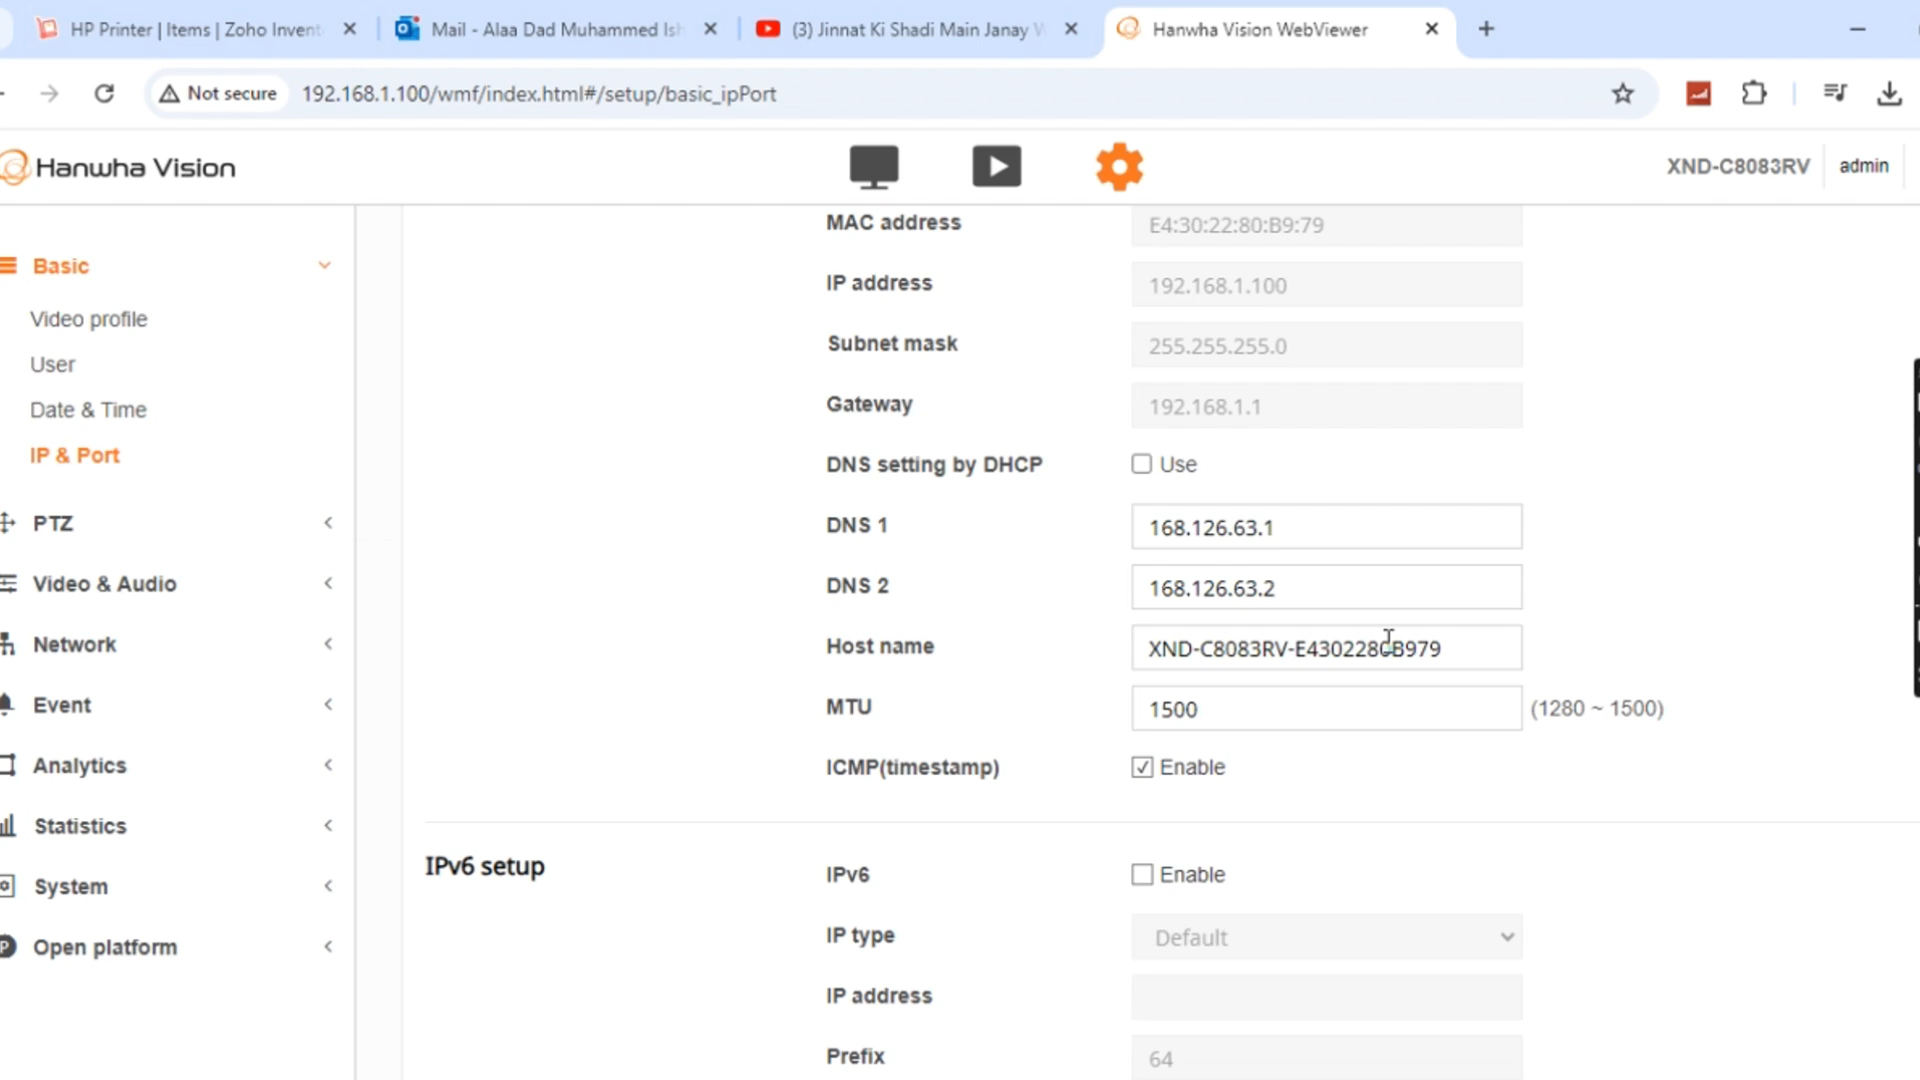 HP Printer | Items | Zoho Invent
Mail - Alaa Dad Muhammed Ish
(3) Jinnat Ki Shadi Main Janay W
Hanwha Vision WebViewer
Not secure
192.168.1.100/wmf/index.html#/setup/basic_ipPort
Hanwha Vision
XND-C8083RV
admin
Basic
Video profile
User
Date & Time
IP & Port
PTZ
Video & Audio
Network
Event
Analytics
Statistics
System
Open platform
MAC address E4:30:22:80:B9:79
IP address 192.168.1.100
Subnet mask 255.255.255.0
Gateway 192.168.1.1
DNS setting by DHCP Use
DNS 1 168.126.63.1
DNS 2 168.126.63.2
Host name XND-C8083RV-E4302280B979
MTU 1500 (1280 ~ 1500)
ICMP(timestamp) Enable
IPv6 setup
IPv6 Enable
IP type Default
IP address
Prefix 64